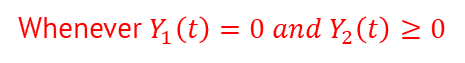 Whenever Y₁(t) = 0 and Y₂(t) ≥ 0